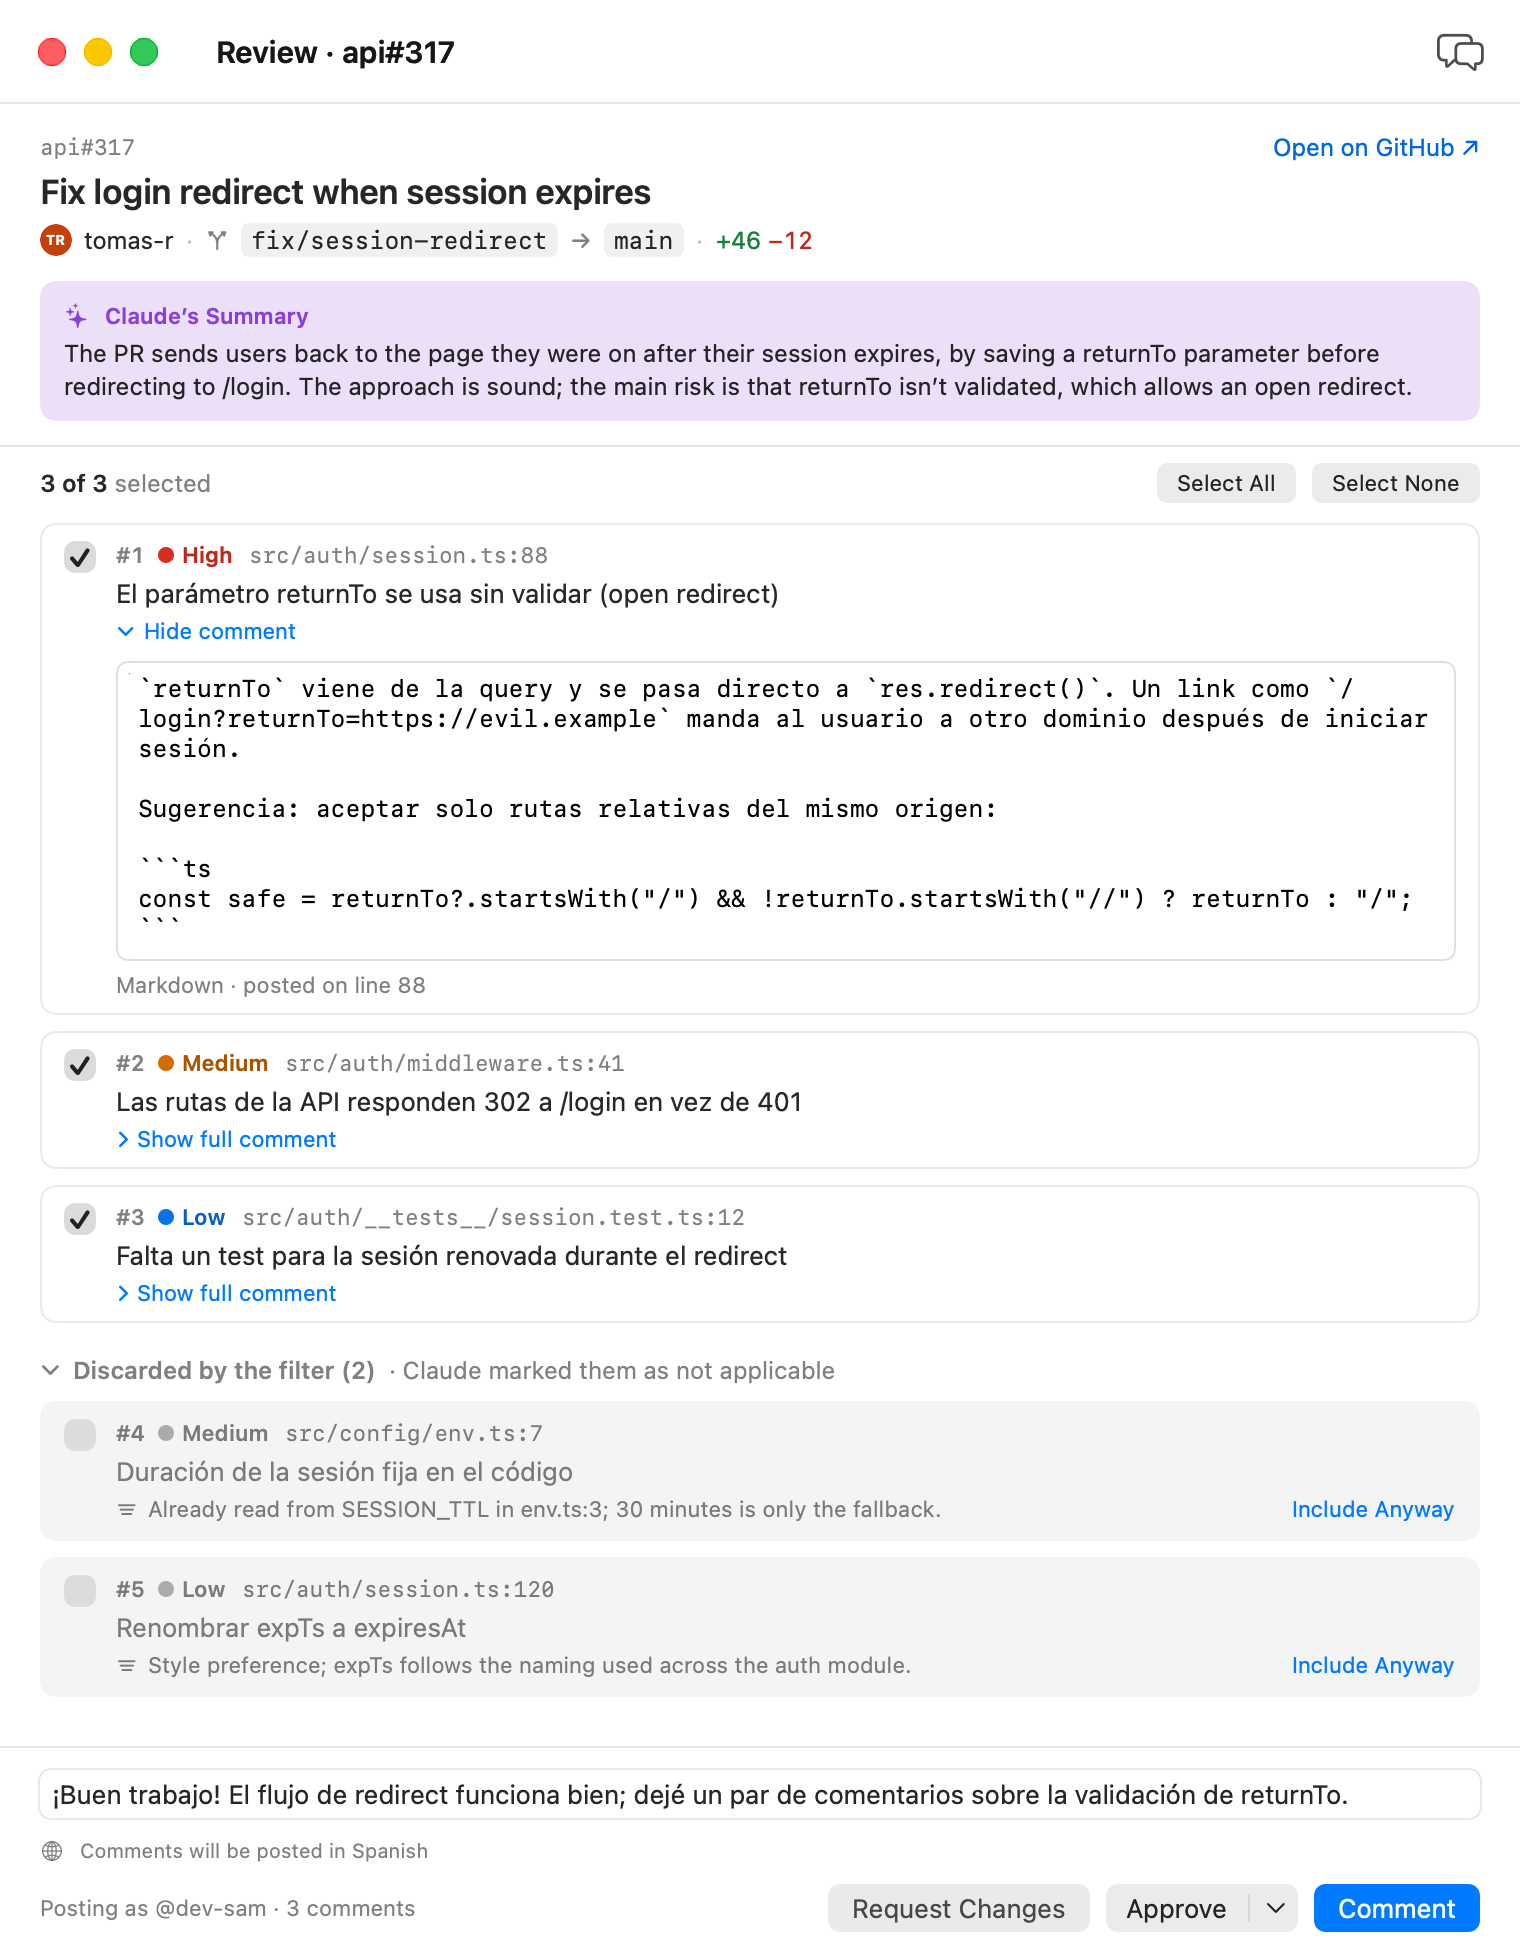 Review · api#317
api#317
Open on GitHub ↗
Fix login redirect when session expires
TR tomas-r · fix/session-redirect → main · +46 −12
Claude’s Summary
The PR sends users back to the page they were on after their session expires, by saving a returnTo parameter before
redirecting to /login. The approach is sound; the main risk is that returnTo isn’t validated, which allows an open redirect.
3 of 3 selected
Select All
Select None
#1 High src/auth/session.ts:88
El parámetro returnTo se usa sin validar (open redirect)
Hide comment
`returnTo` viene de la query y se pasa directo a `res.redirect()`. Un link como `/
login?returnTo=https://evil.example` manda al usuario a otro dominio después de iniciar
sesión.
Sugerencia: aceptar solo rutas relativas del mismo origen:
```ts
const safe = returnTo?.startsWith("/") && !returnTo.startsWith("//") ? returnTo : "/";
```
Markdown · posted on line 88
#2 Medium src/auth/middleware.ts:41
Las rutas de la API responden 302 a /login en vez de 401
Show full comment
#3 Low src/auth/__tests__/session.test.ts:12
Falta un test para la sesión renovada durante el redirect
Show full comment
Discarded by the filter (2) · Claude marked them as not applicable
#4 Medium src/config/env.ts:7
Duración de la sesión fija en el código
Already read from SESSION_TTL in env.ts:3; 30 minutes is only the fallback.
Include Anyway
#5 Low src/auth/session.ts:120
Renombrar expTs a expiresAt
Style preference; expTs follows the naming used across the auth module.
Include Anyway
¡Buen trabajo! El flujo de redirect funciona bien; dejé un par de comentarios sobre la validación de returnTo.
Comments will be posted in Spanish
Posting as @dev-sam · 3 comments
Request Changes
Approve
Comment